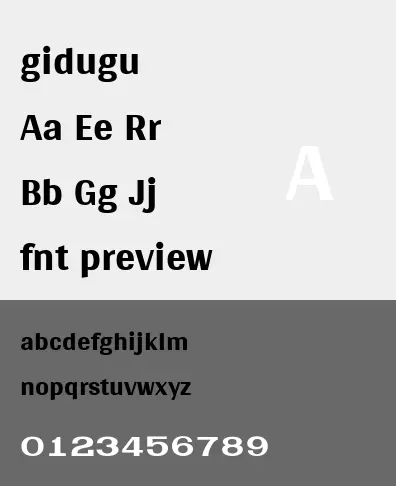 gidugu
Aa Ee Rr
A
Bb Gg Jj
fnt preview
abcdefghijklm
nopqrstuvwxyz
0123456789